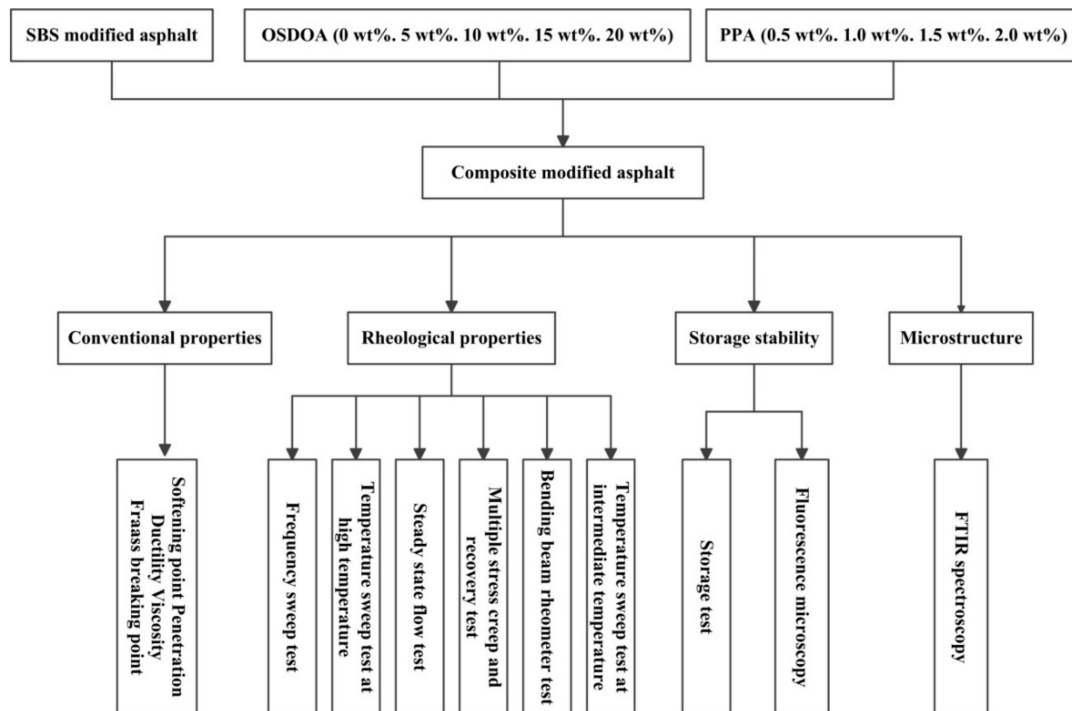 SBS modified asphalt
OSDOA (0 wt%. 5 wt%. 10 wt%. 15 wt%. 20 wt%)
PPA (0.5 wt%. 1.0 wt%. 1.5 wt%. 2.0 wt%)
Composite modified asphalt
Conventional properties
Rheological properties
Storage stability
Microstructure
Softening point Penetration
Ductility Viscosity
Fraass breaking point
Frequency sweep test
Temperature sweep test at
high temperature
Steady state flow test
Multiple stress creep and
recovery test
Bending beam rheometer test
Temperature sweep test at
intermediate temperature
Storage test
Fluorescence microscopy
FTIR spectroscopy